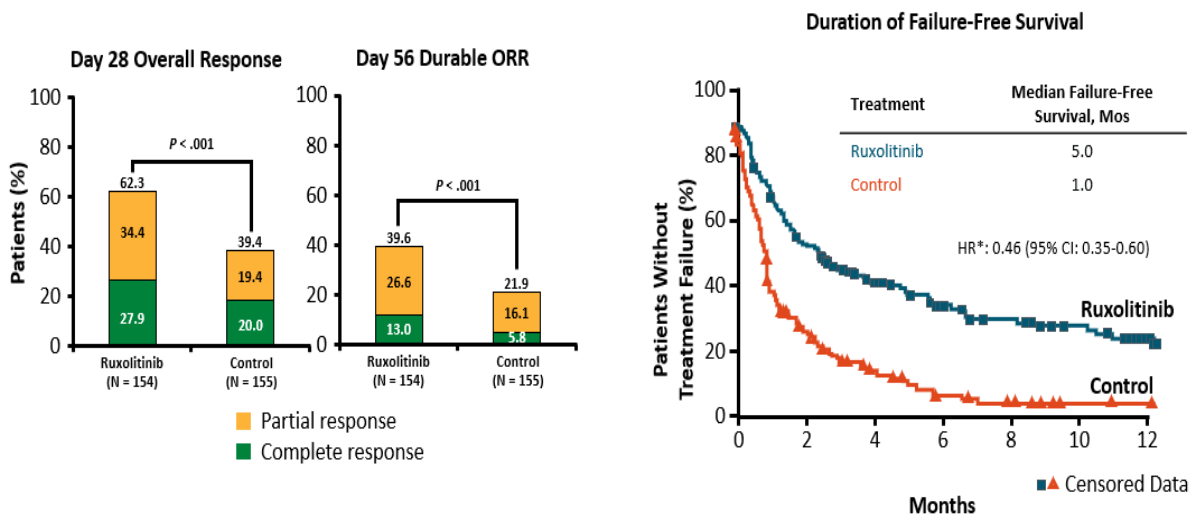 Day 28 Overall Response
Patients (%)
100
80
60
40
20
0
P < .001
62.3
34.4
27.9
39.4
19.4
20.0
Ruxolitinib
(N = 154)
Control
(N = 155)
Day 56 Durable ORR
100
80
60
40
20
0
P < .001
39.6
26.6
13.0
21.9
16.1
5.8
Ruxolitinib
(N = 154)
Control
(N = 155)
Partial response
Complete response
Duration of Failure-Free Survival
Patients Without
Treatment Failure (%)
100
80
60
40
20
0
Treatment
Median Failure-Free
Survival, Mos
Ruxolitinib 5.0
Control 1.0
HR*: 0.46 (95% CI: 0.35-0.60)
Ruxolitinib
Control
0 2 4 6 8 10 12
Censored Data
Months